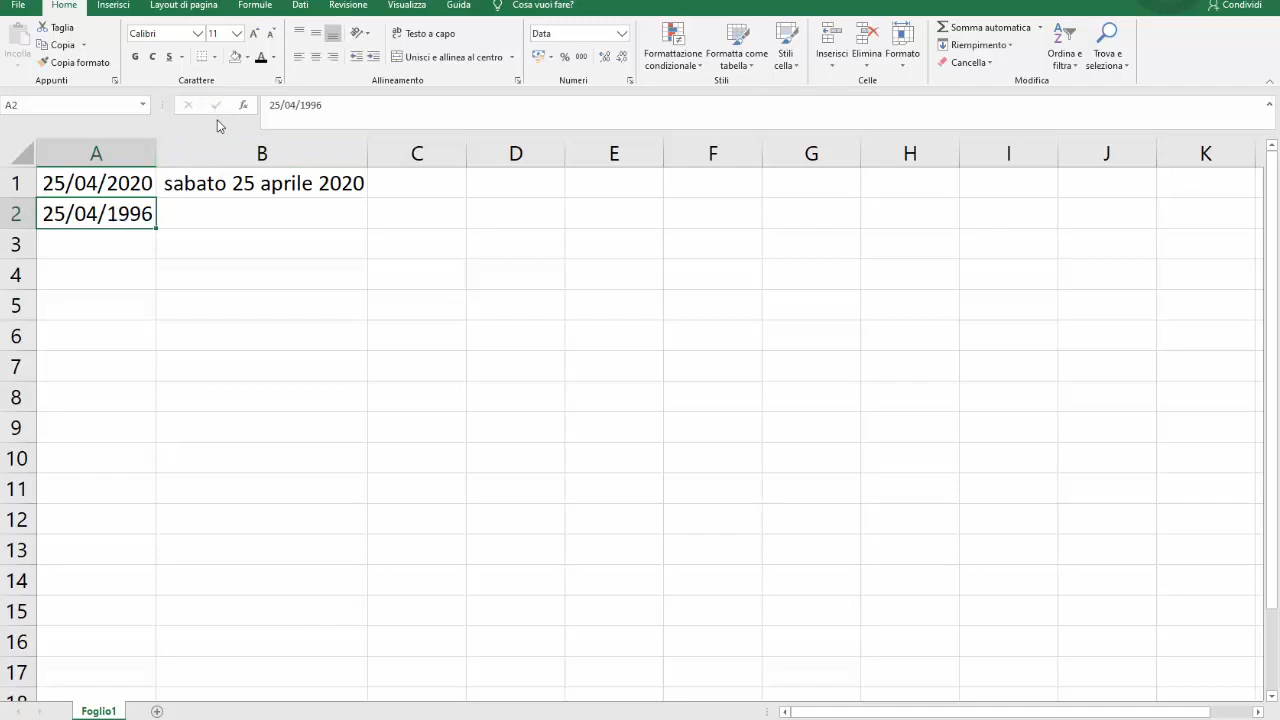 File Home Inserisci Layout di pagina Formule Dati Revisione Visualizza Guida Cosa vuoi fare? Condividi
Incolla
Taglia
Copia
Copia formato
Appunti
Calibri 11
G C S
Carattere
Testo a capo
Unisci e allinea al centro
Allineamento
Data
% 000
Numeri
Formattazione condizionale
Formatta come tabella
Stili cella
Stili
Inserisci Elimina Formato
Celle
Somma automatica
Rempimento
Cancella
Ordina e filtra
Trova e seleziona
Modifica
A2 fx 25/04/1996
A B C D E F G H I J K
1 25/04/2020 sabato 25 aprile 2020
2 25/04/1996
3
4
5
6
7
8
9
10
11
12
13
14
15
16
17
18
Foglio1